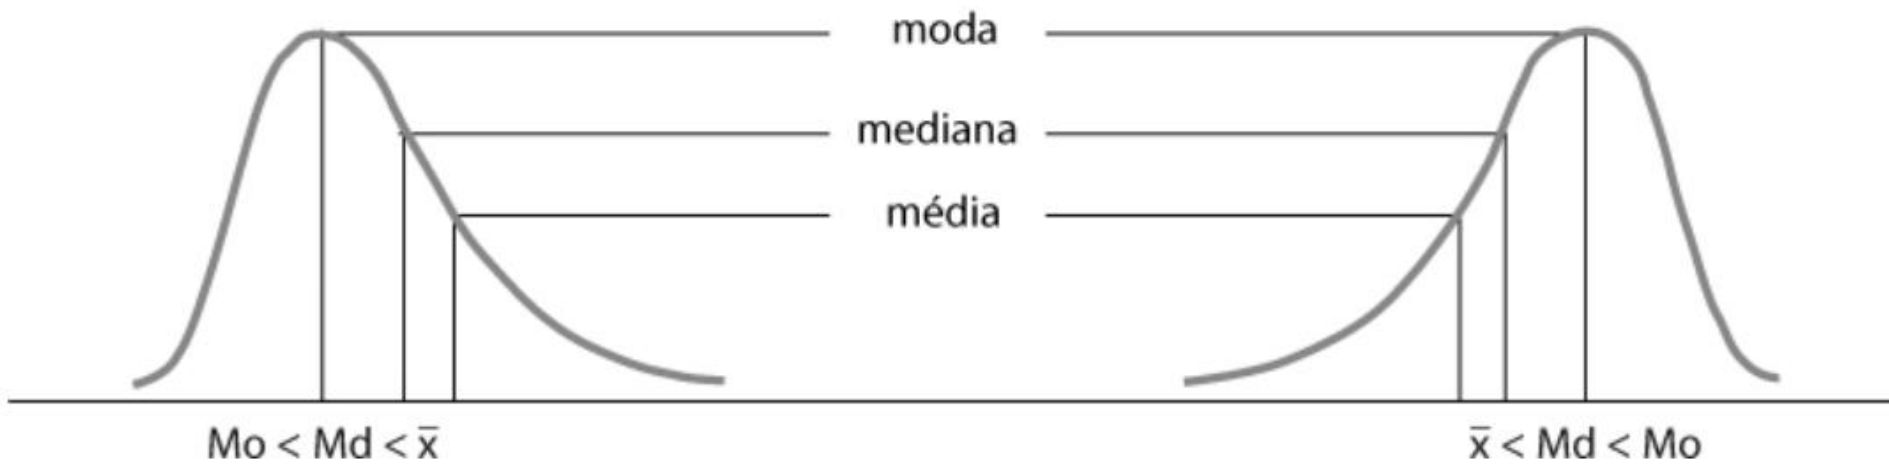 moda
mediana
média
Mo < Md < x̄
x̄ < Md < Mo